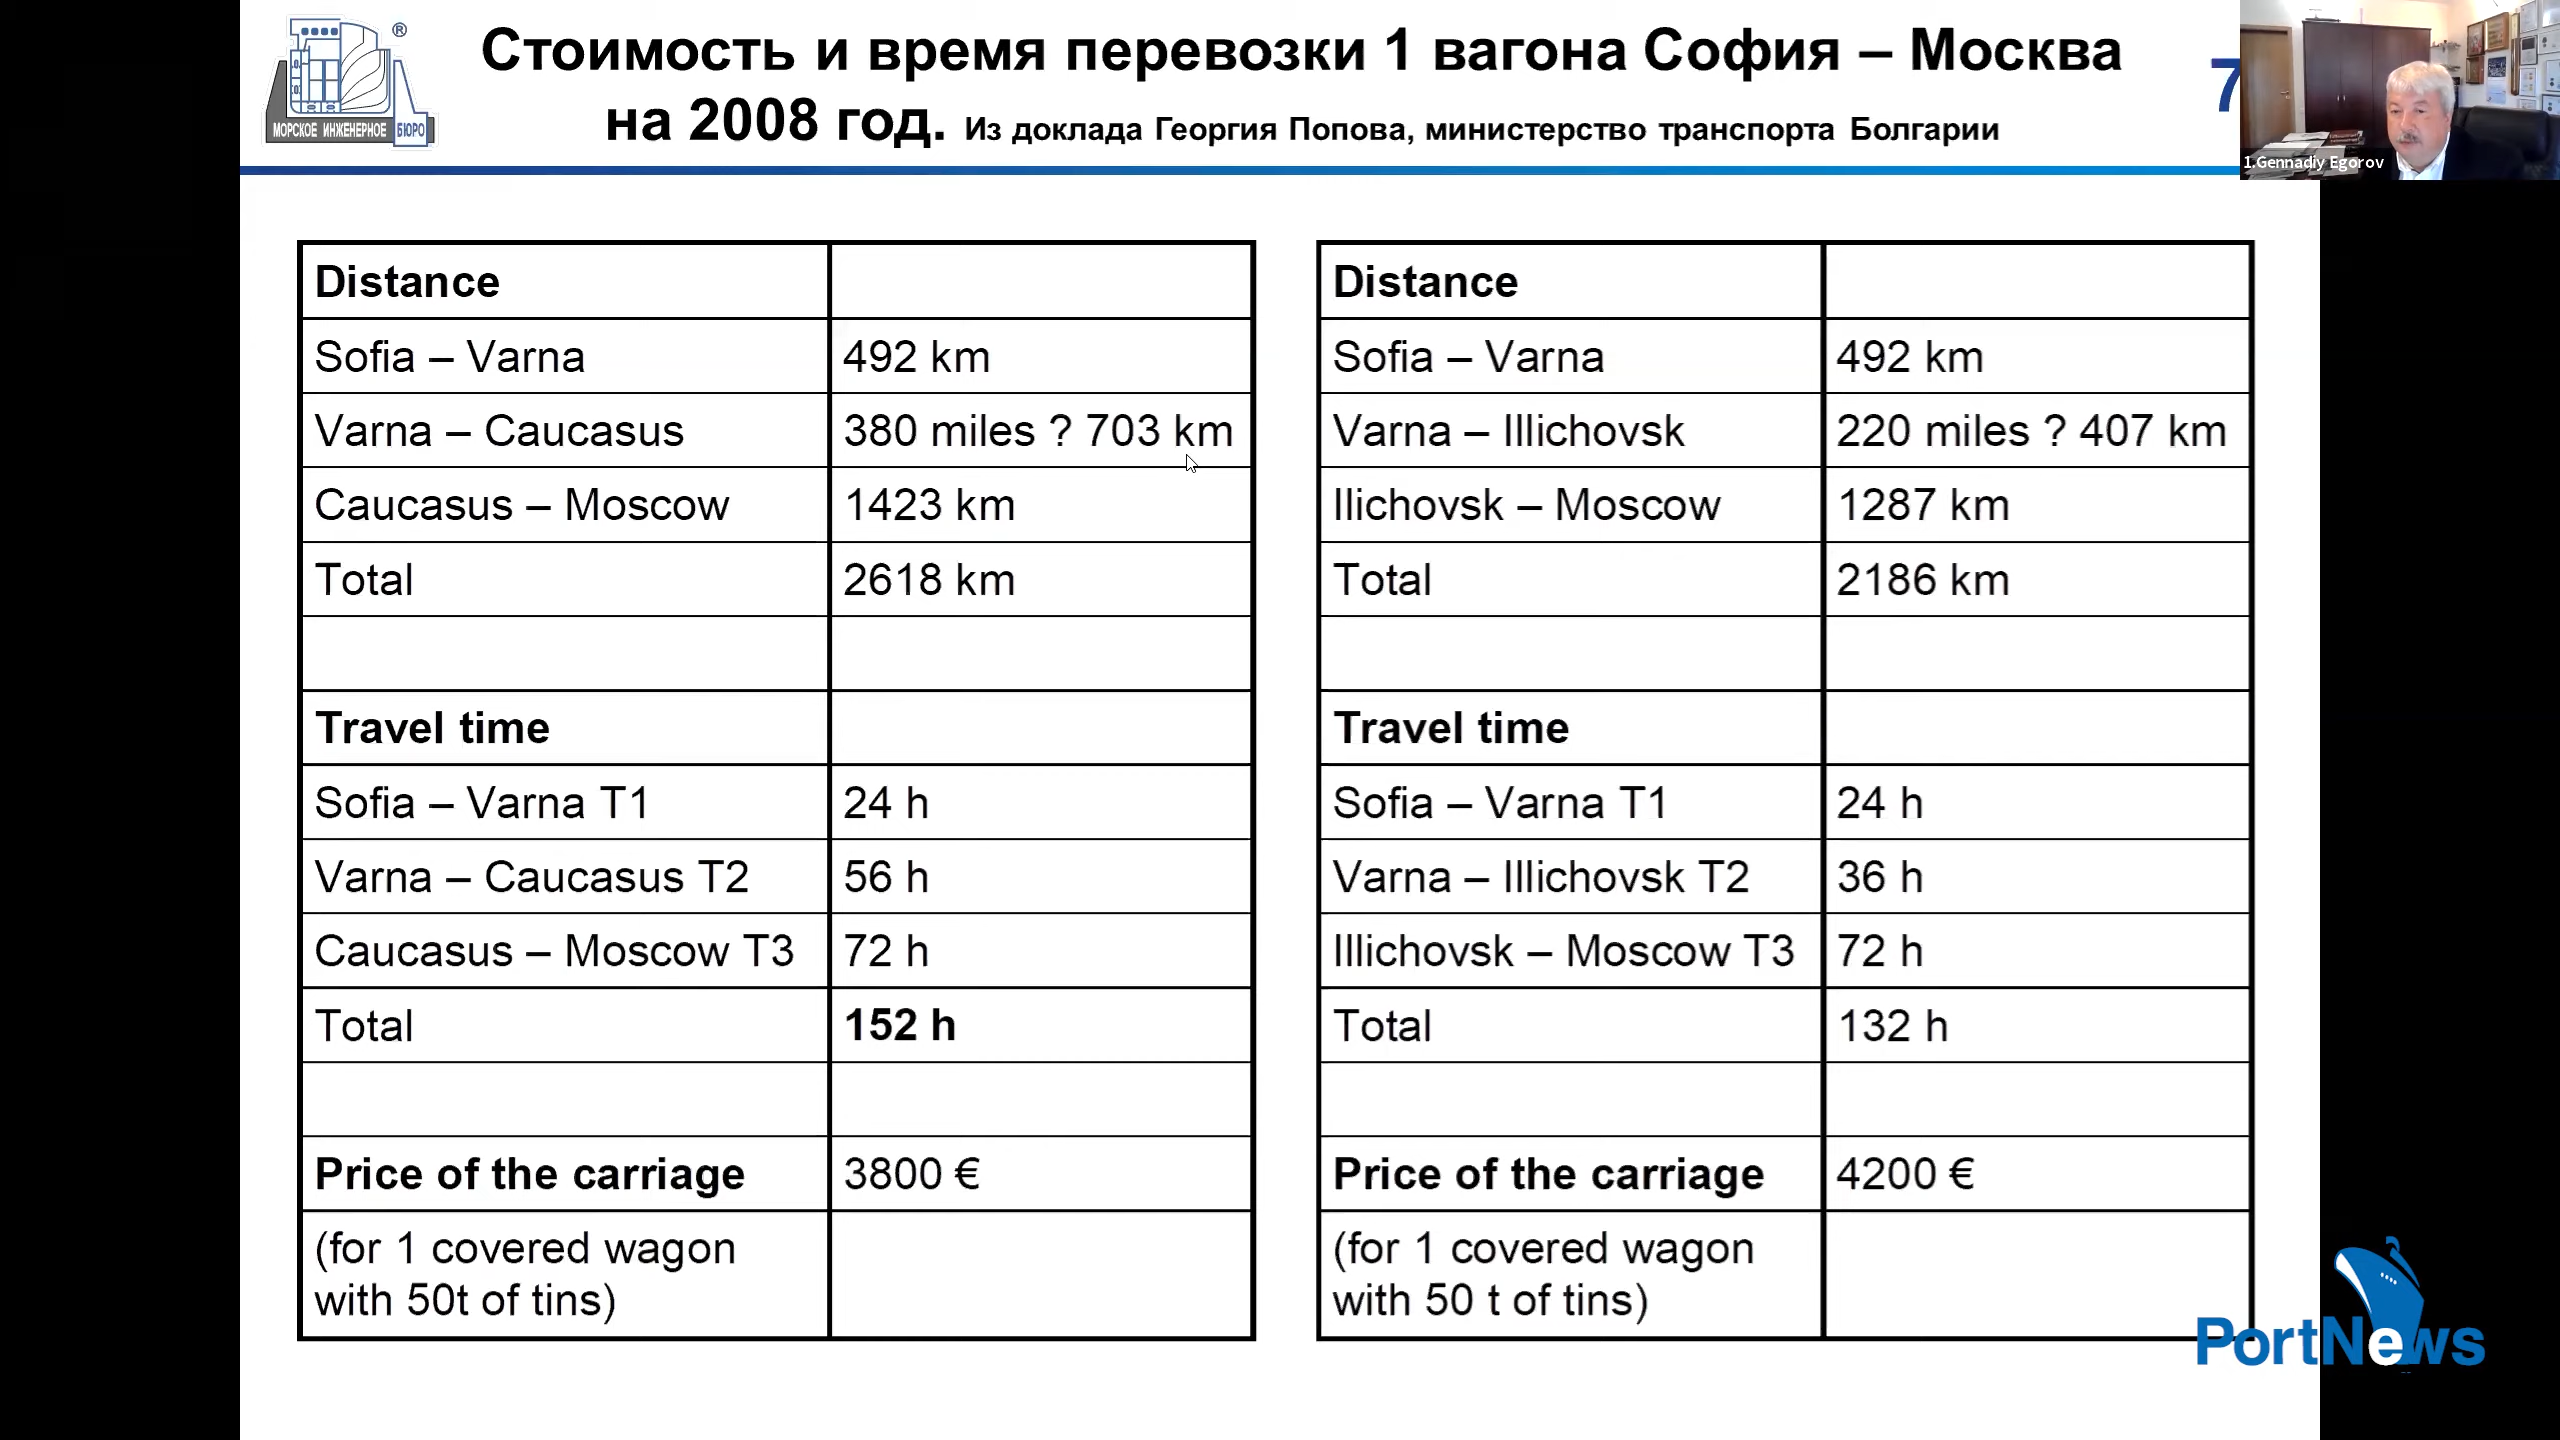 ®
МОРСКОЕ ИНЖЕНЕРНОЕ БЮРО
Стоимость и время перевозки 1 вагона София – Москва
на 2008 год. Из доклада Георгия Попова, министерство транспорта Болгарии
7
1.Gennadiy Egorov
Distance
Sofia – Varna 492 km
Varna – Caucasus 380 miles ? 703 km
Caucasus – Moscow 1423 km
Total 2618 km
Travel time
Sofia – Varna T1 24 h
Varna – Caucasus T2 56 h
Caucasus – Moscow T3 72 h
Total 152 h
Price of the carriage 3800 €
(for 1 covered wagon
with 50t of tins)
Distance
Sofia – Varna 492 km
Varna – Illichovsk 220 miles ? 407 km
Ilichovsk – Moscow 1287 km
Total 2186 km
Travel time
Sofia – Varna T1 24 h
Varna – Illichovsk T2 36 h
Illichovsk – Moscow T3 72 h
Total 132 h
Price of the carriage 4200 €
(for 1 covered wagon
with 50 t of tins)
PortNews